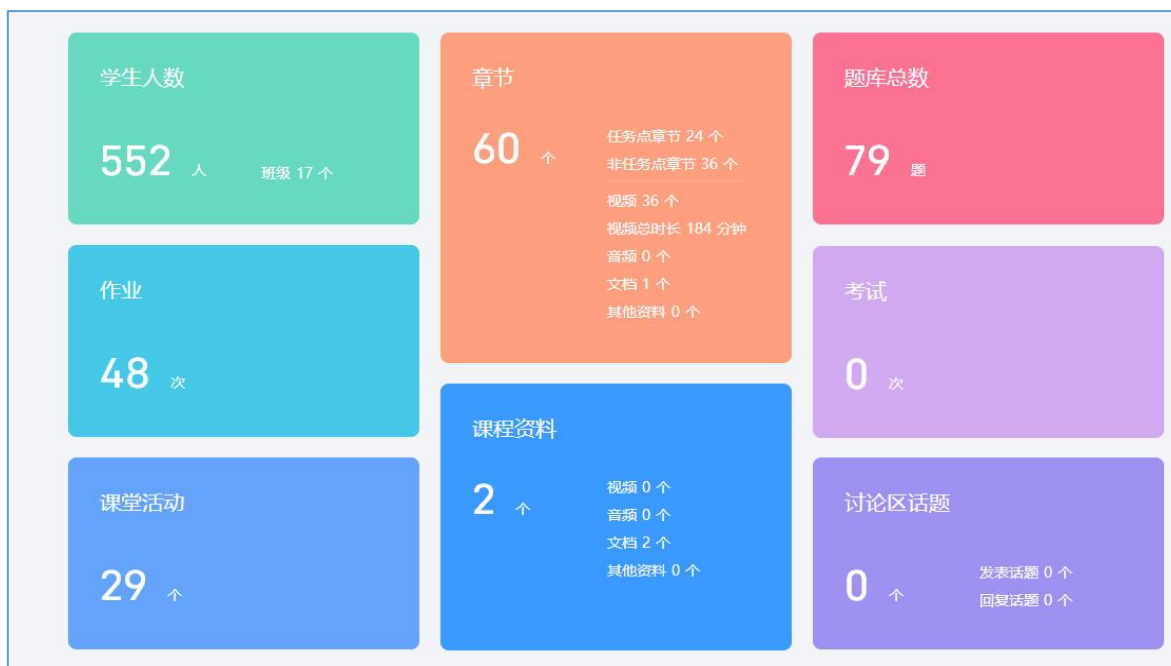 学生人数
552 人 班级 17 个
作业
48 次
课堂活动
29 个
章节
60 个
任务点章节 24 个
非任务点章节 36 个
视频 36 个
视频总时长 184 分钟
音频 0 个
文档 1 个
其他资料 0 个
课程资料
2 个
视频 0 个
音频 0 个
文档 2 个
其他资料 0 个
题库总数
79 题
考试
0 次
讨论区话题
0 个
发表话题 0 个
回复话题 0 个